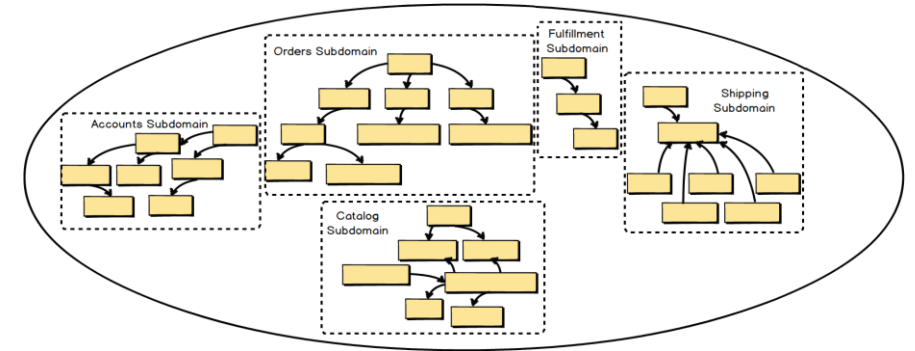 Orders Subdomain
Fulfillment
Subdomain
Shipping
Subdomain
Accounts Subdomain
Catalog
Subdomain